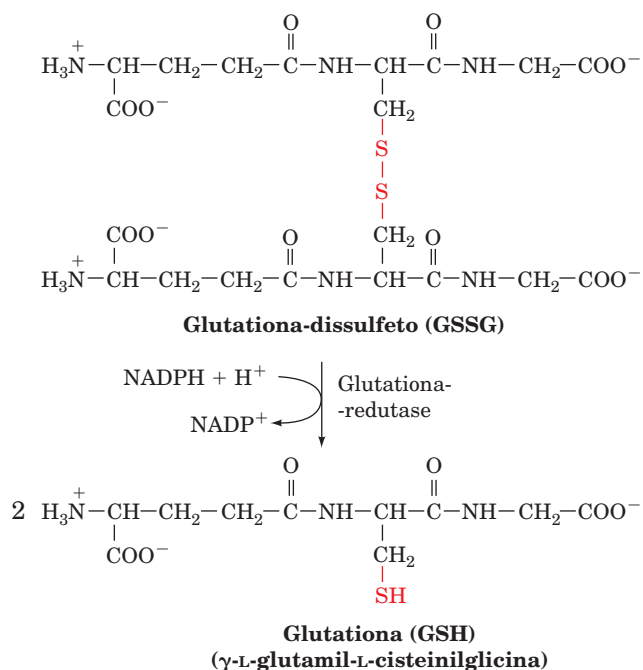 O O
H₃N⁺—CH—CH₂—CH₂—C—NH—CH—C—NH—CH₂—COO⁻
COO⁻ CH₂
S
S
COO⁻ O CH₂ O
H₃N⁺—CH—CH₂—CH₂—C—NH—CH—C—NH—CH₂—COO⁻
Glutationa-dissulfeto (GSSG)
NADPH + H⁺
NADP⁺
Glutationa-
-redutase
O O
2 H₃N⁺—CH—CH₂—CH₂—C—NH—CH—C—NH—CH₂—COO⁻
COO⁻ CH₂
SH
Glutationa (GSH)
(γ-L-glutamil-L-cisteinilglicina)